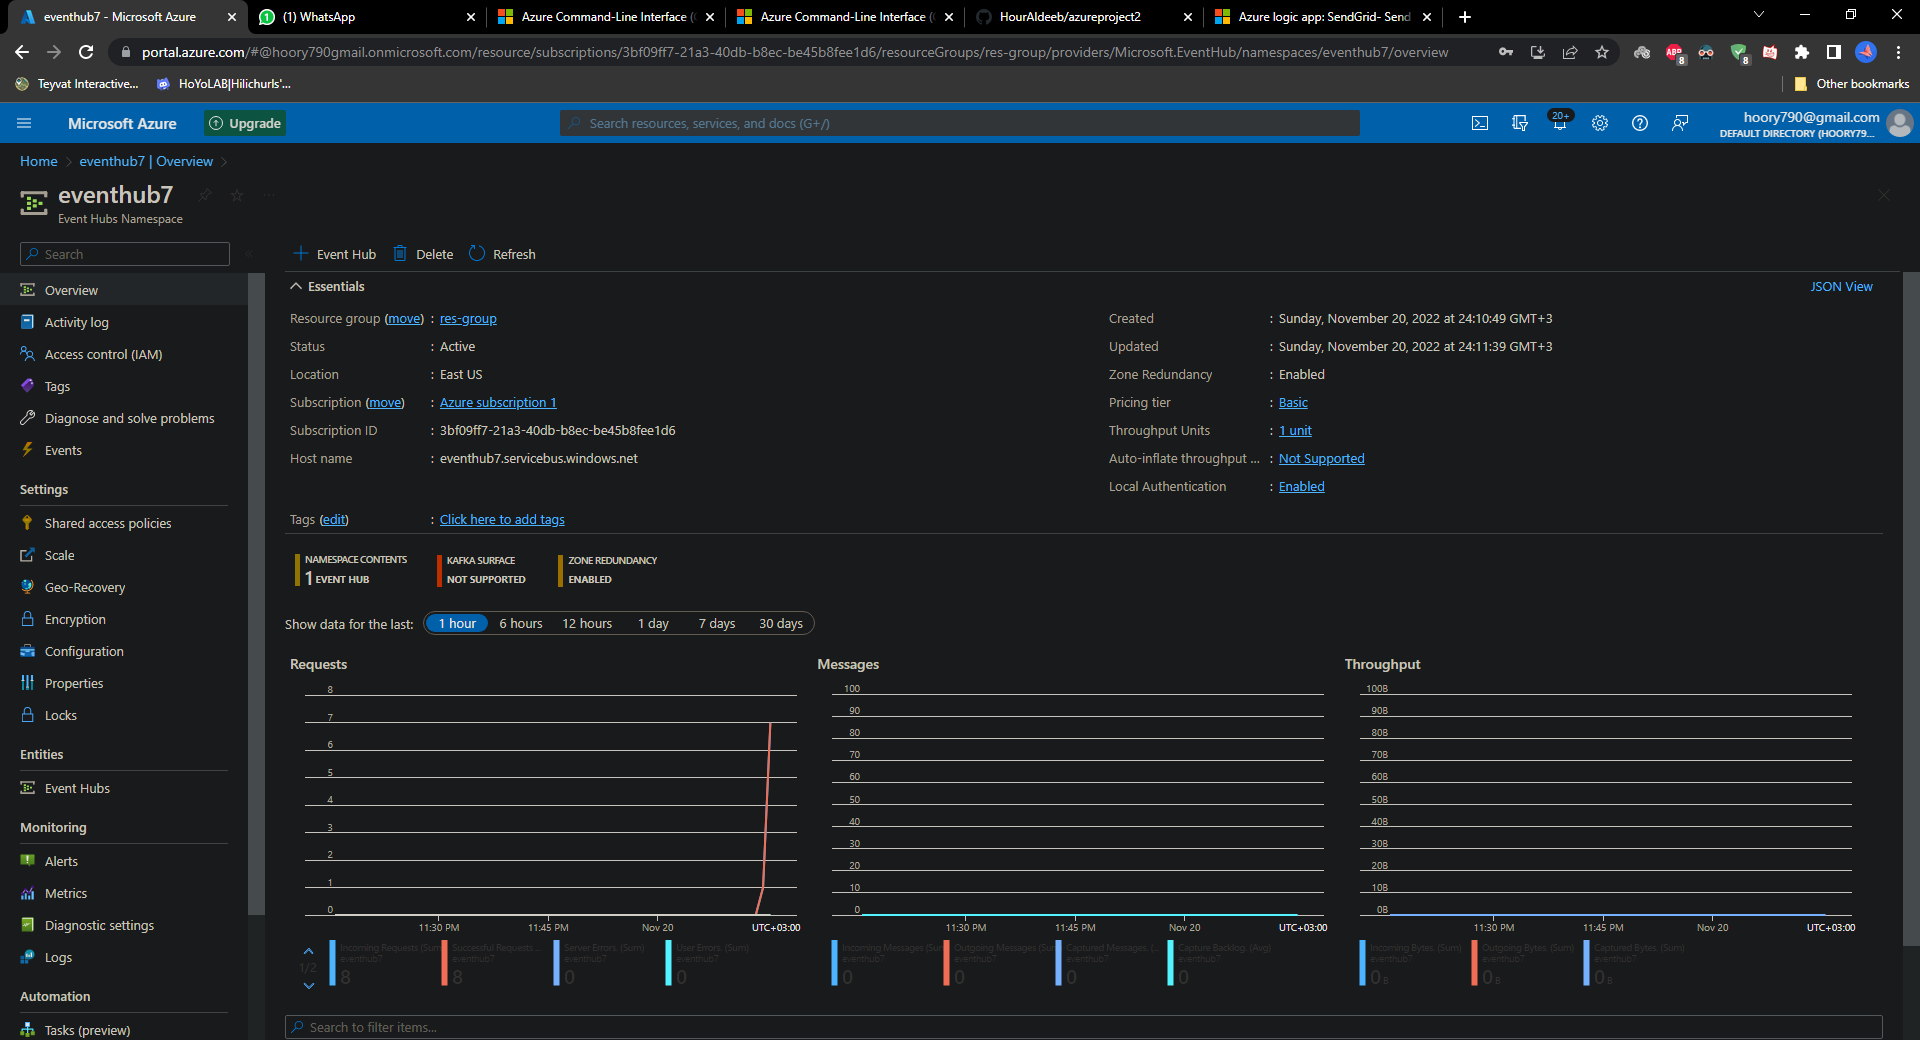 eventhub7 - Microsoft Azure
(1) WhatsApp
Azure Command-Line Interface (
Azure Command-Line Interface (
HourAldeeb/azureproject2
Azure logic app: SendGrid- Send
portal.azure.com/#@hoory790gmail.onmicrosoft.com/resource/subscriptions/3bf09ff7-21a3-40db-b8ec-be45b8fee1d6/resourceGroups/res-group/providers/Microsoft.EventHub/namespaces/eventhub7/overview
ABP
8
8
Teyvat Interactive...
HoYoLAB|Hilichurls'...
Other bookmarks
Microsoft Azure
Upgrade
Search resources, services, and docs (G+/)
20+
hoory790@gmail.com
DEFAULT DIRECTORY (HOORY79...
Home > eventhub7 | Overview >
eventhub7
Event Hubs Namespace
Search
Overview
Activity log
Access control (IAM)
Tags
Diagnose and solve problems
Events
Settings
Shared access policies
Scale
Geo-Recovery
Encryption
Configuration
Properties
Locks
Entities
Event Hubs
Monitoring
Alerts
Metrics
Diagnostic settings
Logs
Automation
Tasks (preview)
Event Hub
Delete
Refresh
Essentials
JSON View
Resource group (move) : res-group
Status : Active
Location : East US
Subscription (move) : Azure subscription 1
Subscription ID : 3bf09ff7-21a3-40db-b8ec-be45b8fee1d6
Host name : eventhub7.servicebus.windows.net
Created : Sunday, November 20, 2022 at 24:10:49 GMT+3
Updated : Sunday, November 20, 2022 at 24:11:39 GMT+3
Zone Redundancy : Enabled
Pricing tier : Basic
Throughput Units : 1 unit
Auto-inflate throughput ... : Not Supported
Local Authentication : Enabled
Tags (edit) : Click here to add tags
NAMESPACE CONTENTS
1 EVENT HUB
KAFKA SURFACE
NOT SUPPORTED
ZONE REDUNDANCY
ENABLED
Show data for the last:
1 hour
6 hours
12 hours
1 day
7 days
30 days
Requests
8
7
6
5
4
3
2
1
0
11:30 PM
11:45 PM
Nov 20
UTC+03:00
1/2
Incoming Requests (Sum)
eventhub7
8
Successful Requests ...
eventhub7
8
Server Errors. (Sum)
eventhub7
0
User Errors. (Sum)
eventhub7
0
Messages
100
90
80
70
60
50
40
30
20
10
0
11:30 PM
11:45 PM
Nov 20
UTC+03:00
Incoming Messages (Sum)
eventhub7
0
Outgoing Messages (Sum)
eventhub7
0
Captured Messages. (...
eventhub7
0
Capture Backlog. (Avg)
eventhub7
0
Throughput
100B
90B
80B
70B
60B
50B
40B
30B
20B
10B
0B
11:30 PM
11:45 PM
Nov 20
UTC+03:00
Incoming Bytes. (Sum)
eventhub7
0 B
Outgoing Bytes. (Sum)
eventhub7
0 B
Captured Bytes. (Sum)
eventhub7
0 B
Search to filter items...